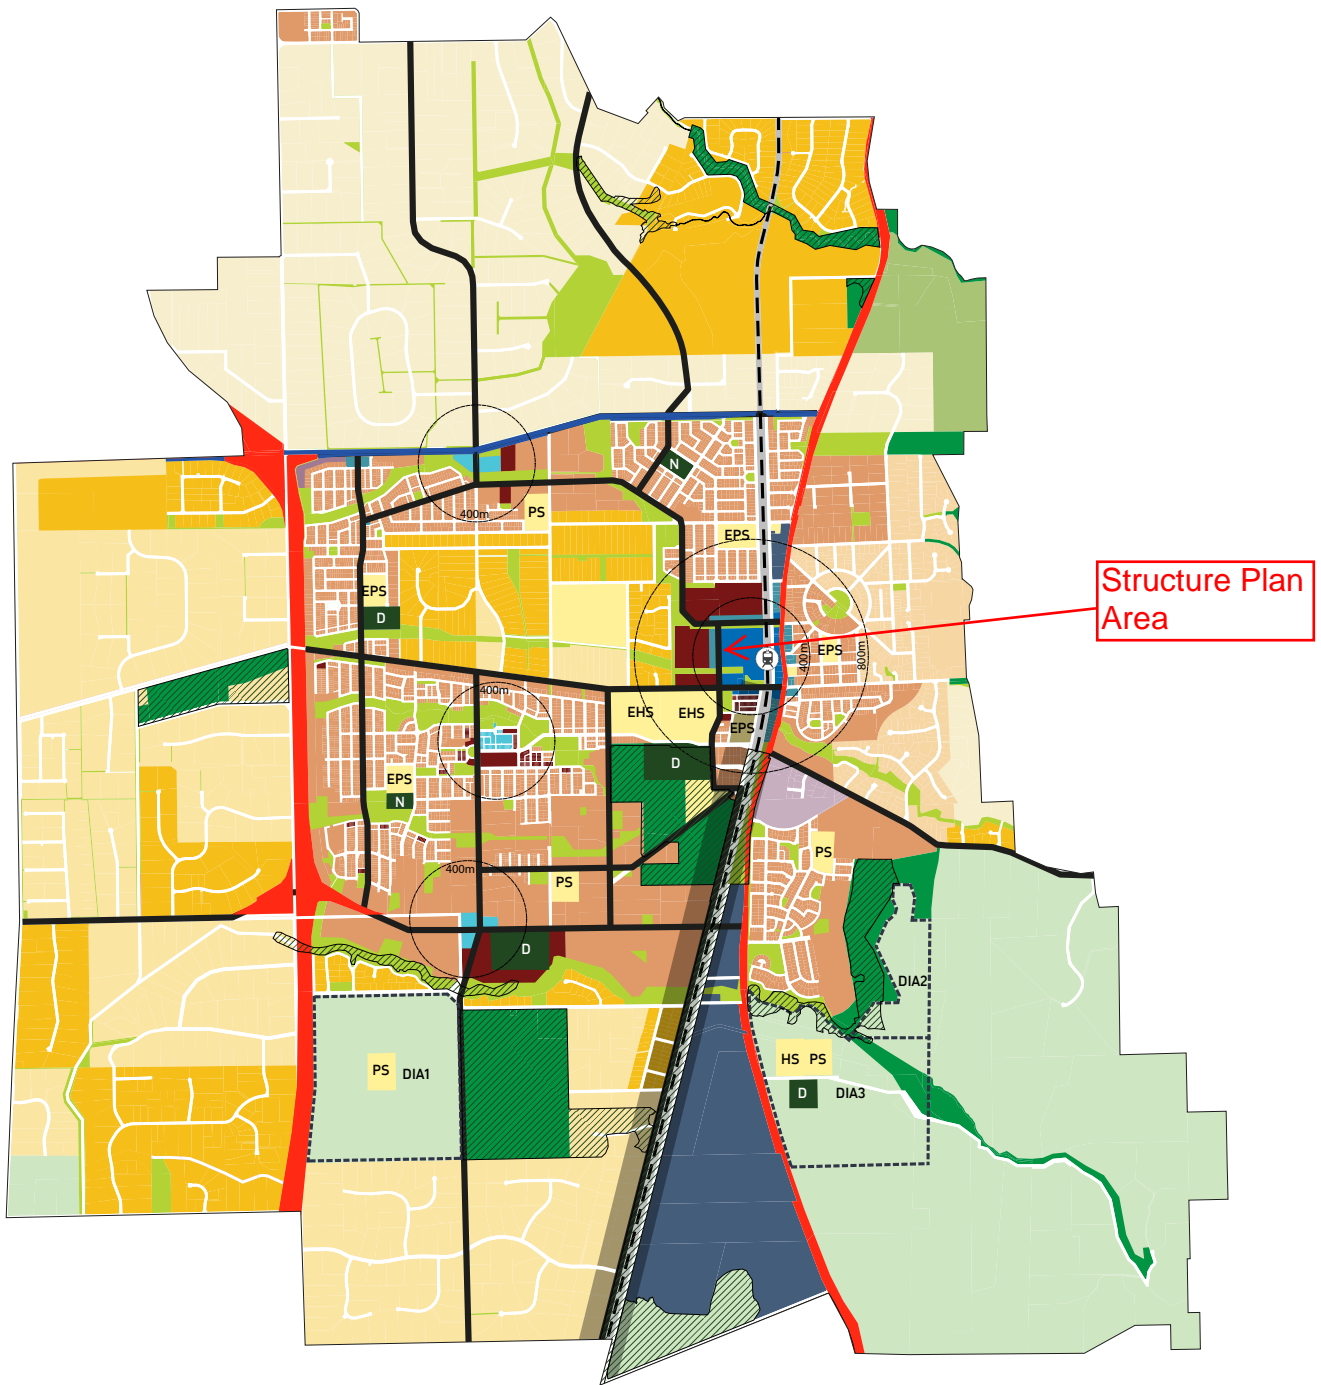 N
400m
PS
EPS
Structure Plan
Area
EPS
D
400m
EPS
800m
400m
EHS
EHS
EPS
D
EPS
N
PS
400m
PS
D
DIA2
HS PS
PS
DIA1
D
DIA3